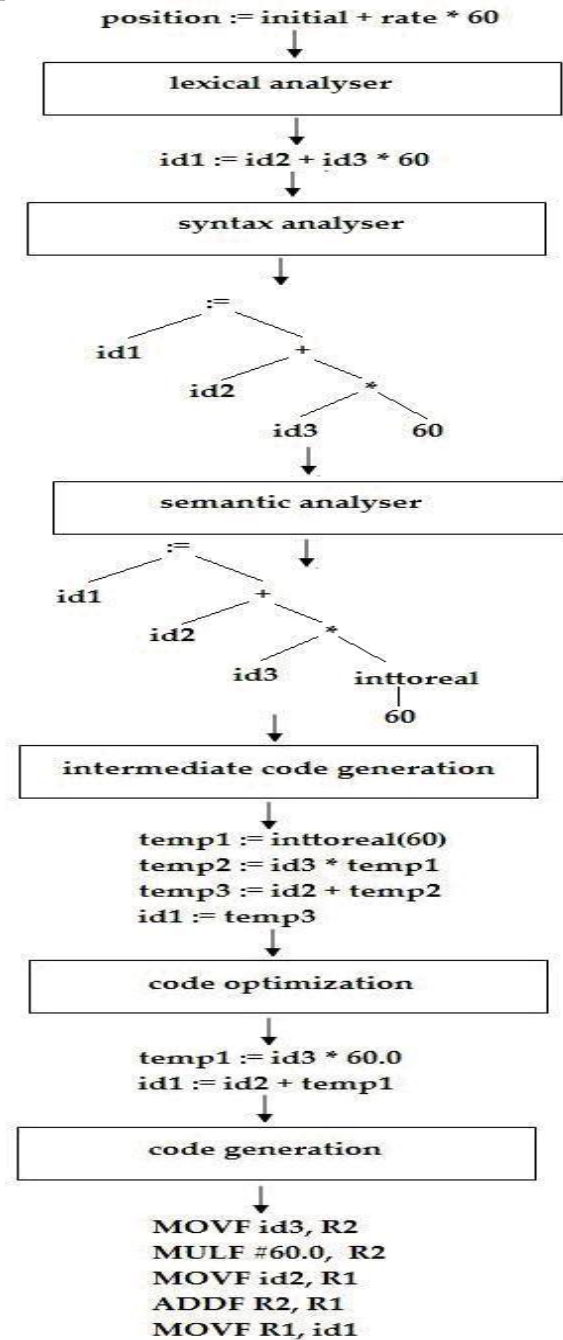 position := initial + rate * 60
lexical analyser
id1 := id2 + id3 * 60
syntax analyser
:=
id1
+
id2
*
id3
60
semantic analyser
:=
id1
+
id2
*
id3
inttoreal
60
intermediate code generation
temp1 := inttoreal(60)
temp2 := id3 * temp1
temp3 := id2 + temp2
id1 := temp3
code optimization
temp1 := id3 * 60.0
id1 := id2 + temp1
code generation
MOVF id3, R2
MULF #60.0, R2
MOVF id2, R1
ADDF R2, R1
MOVF R1, id1